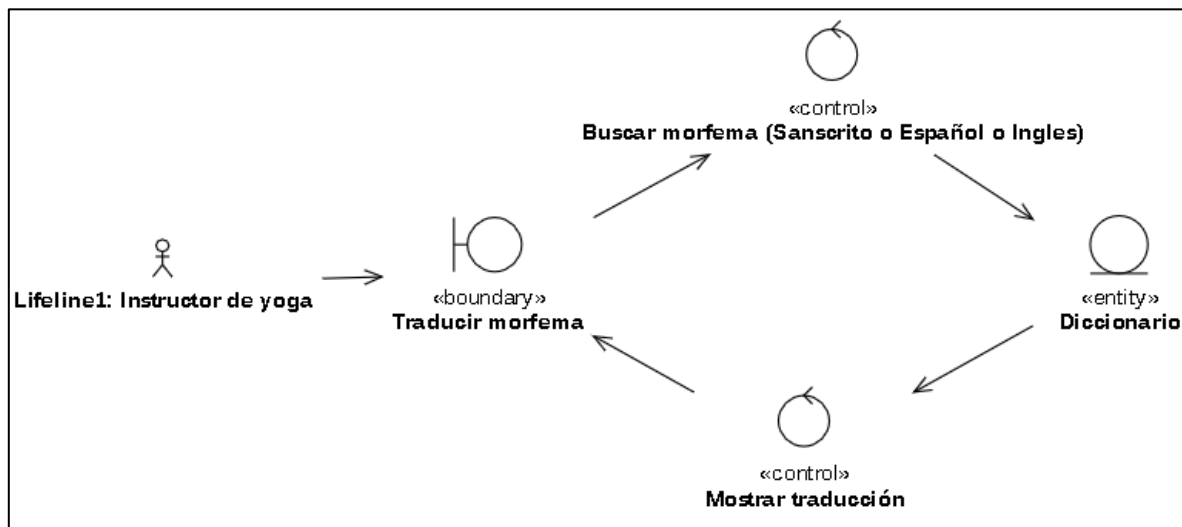 «control»
Buscar morfema (Sanscrito o Español o Ingles)
Lifeline1: Instructor de yoga
«boundary»
Traducir morfema
«entity»
Diccionario
«control»
Mostrar traducción